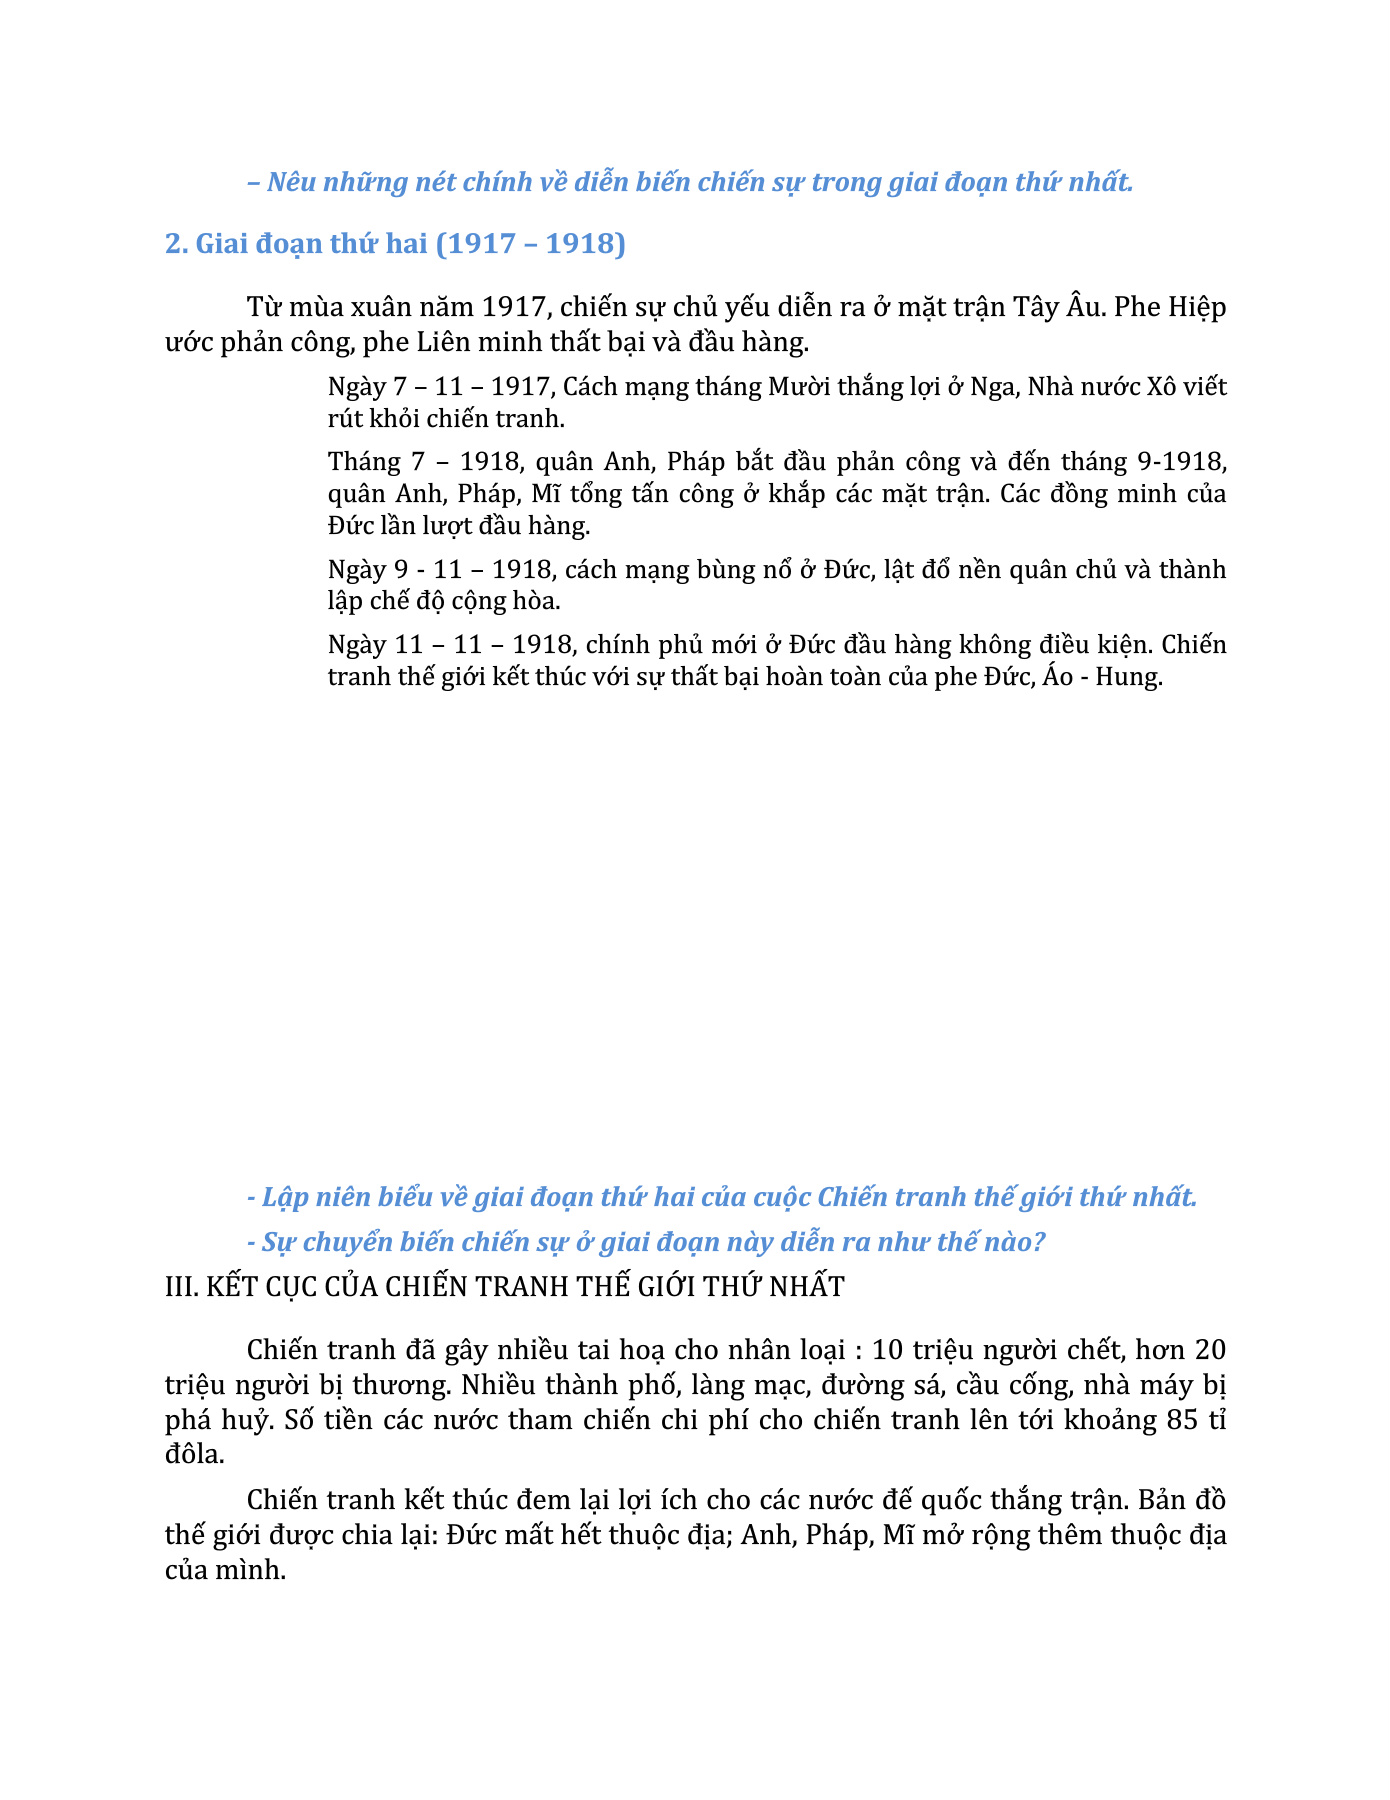 – Nêu những nét chính về diễn biến chiến sự trong giai đoạn thứ nhất.
2. Giai đoạn thứ hai (1917 – 1918)
Từ mùa xuân năm 1917, chiến sự chủ yếu diễn ra ở mặt trận Tây Âu. Phe Hiệp
ước phản công, phe Liên minh thất bại và đầu hàng.
Ngày 7 – 11 – 1917, Cách mạng tháng Mười thắng lợi ở Nga, Nhà nước Xô viết
rút khỏi chiến tranh.
Tháng 7 – 1918, quân Anh, Pháp bắt đầu phản công và đến tháng 9-1918,
quân Anh, Pháp, Mĩ tổng tấn công ở khắp các mặt trận. Các đồng minh của
Đức lần lượt đầu hàng.
Ngày 9 - 11 – 1918, cách mạng bùng nổ ở Đức, lật đổ nền quân chủ và thành
lập chế độ cộng hòa.
Ngày 11 – 11 – 1918, chính phủ mới ở Đức đầu hàng không điều kiện. Chiến
tranh thế giới kết thúc với sự thất bại hoàn toàn của phe Đức, Áo - Hung.
- Lập niên biểu về giai đoạn thứ hai của cuộc Chiến tranh thế giới thứ nhất.
- Sự chuyển biến chiến sự ở giai đoạn này diễn ra như thế nào?
III. KẾT CỤC CỦA CHIẾN TRANH THẾ GIỚI THỨ NHẤT
Chiến tranh đã gây nhiều tai hoạ cho nhân loại : 10 triệu người chết, hơn 20
triệu người bị thương. Nhiều thành phố, làng mạc, đường sá, cầu cống, nhà máy bị
phá huỷ. Số tiền các nước tham chiến chi phí cho chiến tranh lên tới khoảng 85 tỉ
đôla.
Chiến tranh kết thúc đem lại lợi ích cho các nước đế quốc thắng trận. Bản đồ
thế giới được chia lại: Đức mất hết thuộc địa; Anh, Pháp, Mĩ mở rộng thêm thuộc địa
của mình.